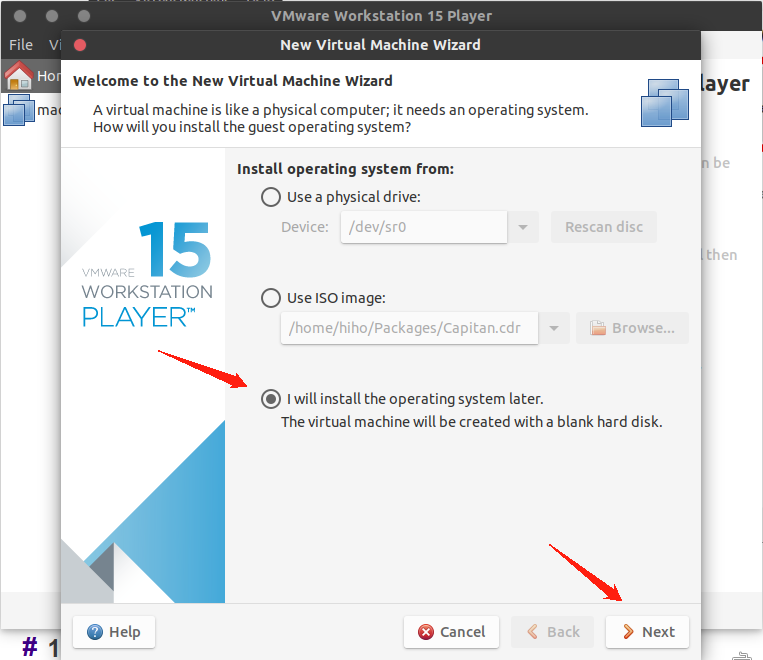 VMware Workstation 15 Player
File
New Virtual Machine Wizard
Welcome to the New Virtual Machine Wizard
A virtual machine is like a physical computer; it needs an operating system.
How will you install the guest operating system?
Install operating system from:
Use a physical drive:
Device: /dev/sr0 Rescan disc
Use ISO image:
/home/hiho/Packages/Capitan.cdr Browse...
I will install the operating system later.
The virtual machine will be created with a blank hard disk.
VMWARE 15
WORKSTATION
PLAYER™
Help Cancel Back Next
# 1
layer
n be
l then